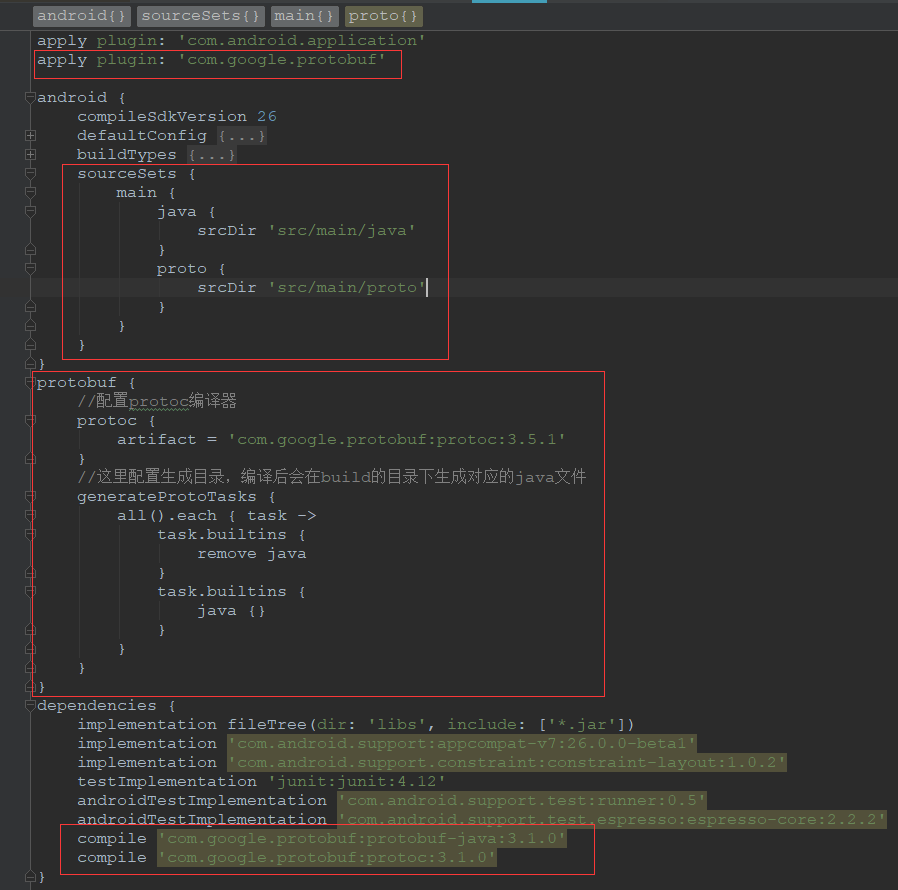 android{} sourceSets{} main{} proto{}
apply plugin: 'com.android.application'
apply plugin: 'com.google.protobuf'
android {
    compileSdkVersion 26
    defaultConfig {...}
    buildTypes {...}
    sourceSets {
        main {
            java {
                srcDir 'src/main/java'
            }
            proto {
                srcDir 'src/main/proto'
            }
        }
    }
}
protobuf {
    //配置protoc编译器
    protoc {
        artifact = 'com.google.protobuf:protoc:3.5.1'
    }
    //这里配置生成目录，编译后会在build的目录下生成对应的java文件
    generateProtoTasks {
        all().each { task ->
            task.builtins {
                remove java
            }
            task.builtins {
                java {}
            }
        }
    }
}
dependencies {
    implementation fileTree(dir: 'libs', include: ['*.jar'])
    implementation 'com.android.support:appcompat-v7:26.0.0-beta1'
    implementation 'com.android.support.constraint:constraint-layout:1.0.2'
    testImplementation 'junit:junit:4.12'
    androidTestImplementation 'com.android.support.test:runner:0.5'
    androidTestImplementation 'com.android.support.test.espresso:espresso-core:2.2.2'
    compile 'com.google.protobuf:protobuf-java:3.1.0'
    compile 'com.google.protobuf:protoc:3.1.0'
}